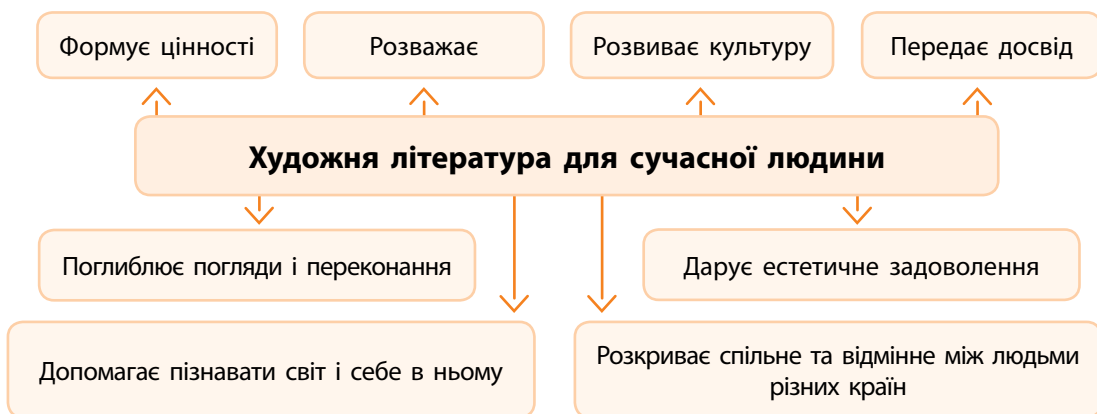 Формує цінності
Розважає
Розвиває культуру
Передає досвід
Художня література для сучасної людини
Поглиблює погляди і переконання
Дарує естетичне задоволення
Допомагає пізнавати світ і себе в ньому
Розкриває спільне та відмінне між людьми
різних країн